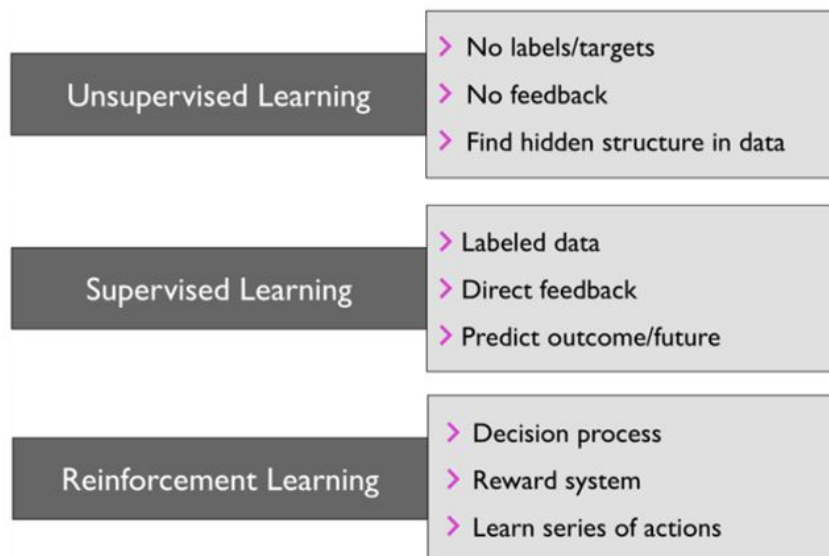 Unsupervised Learning
No labels/targets
No feedback
Find hidden structure in data
Supervised Learning
Labeled data
Direct feedback
Predict outcome/future
Reinforcement Learning
Decision process
Reward system
Learn series of actions